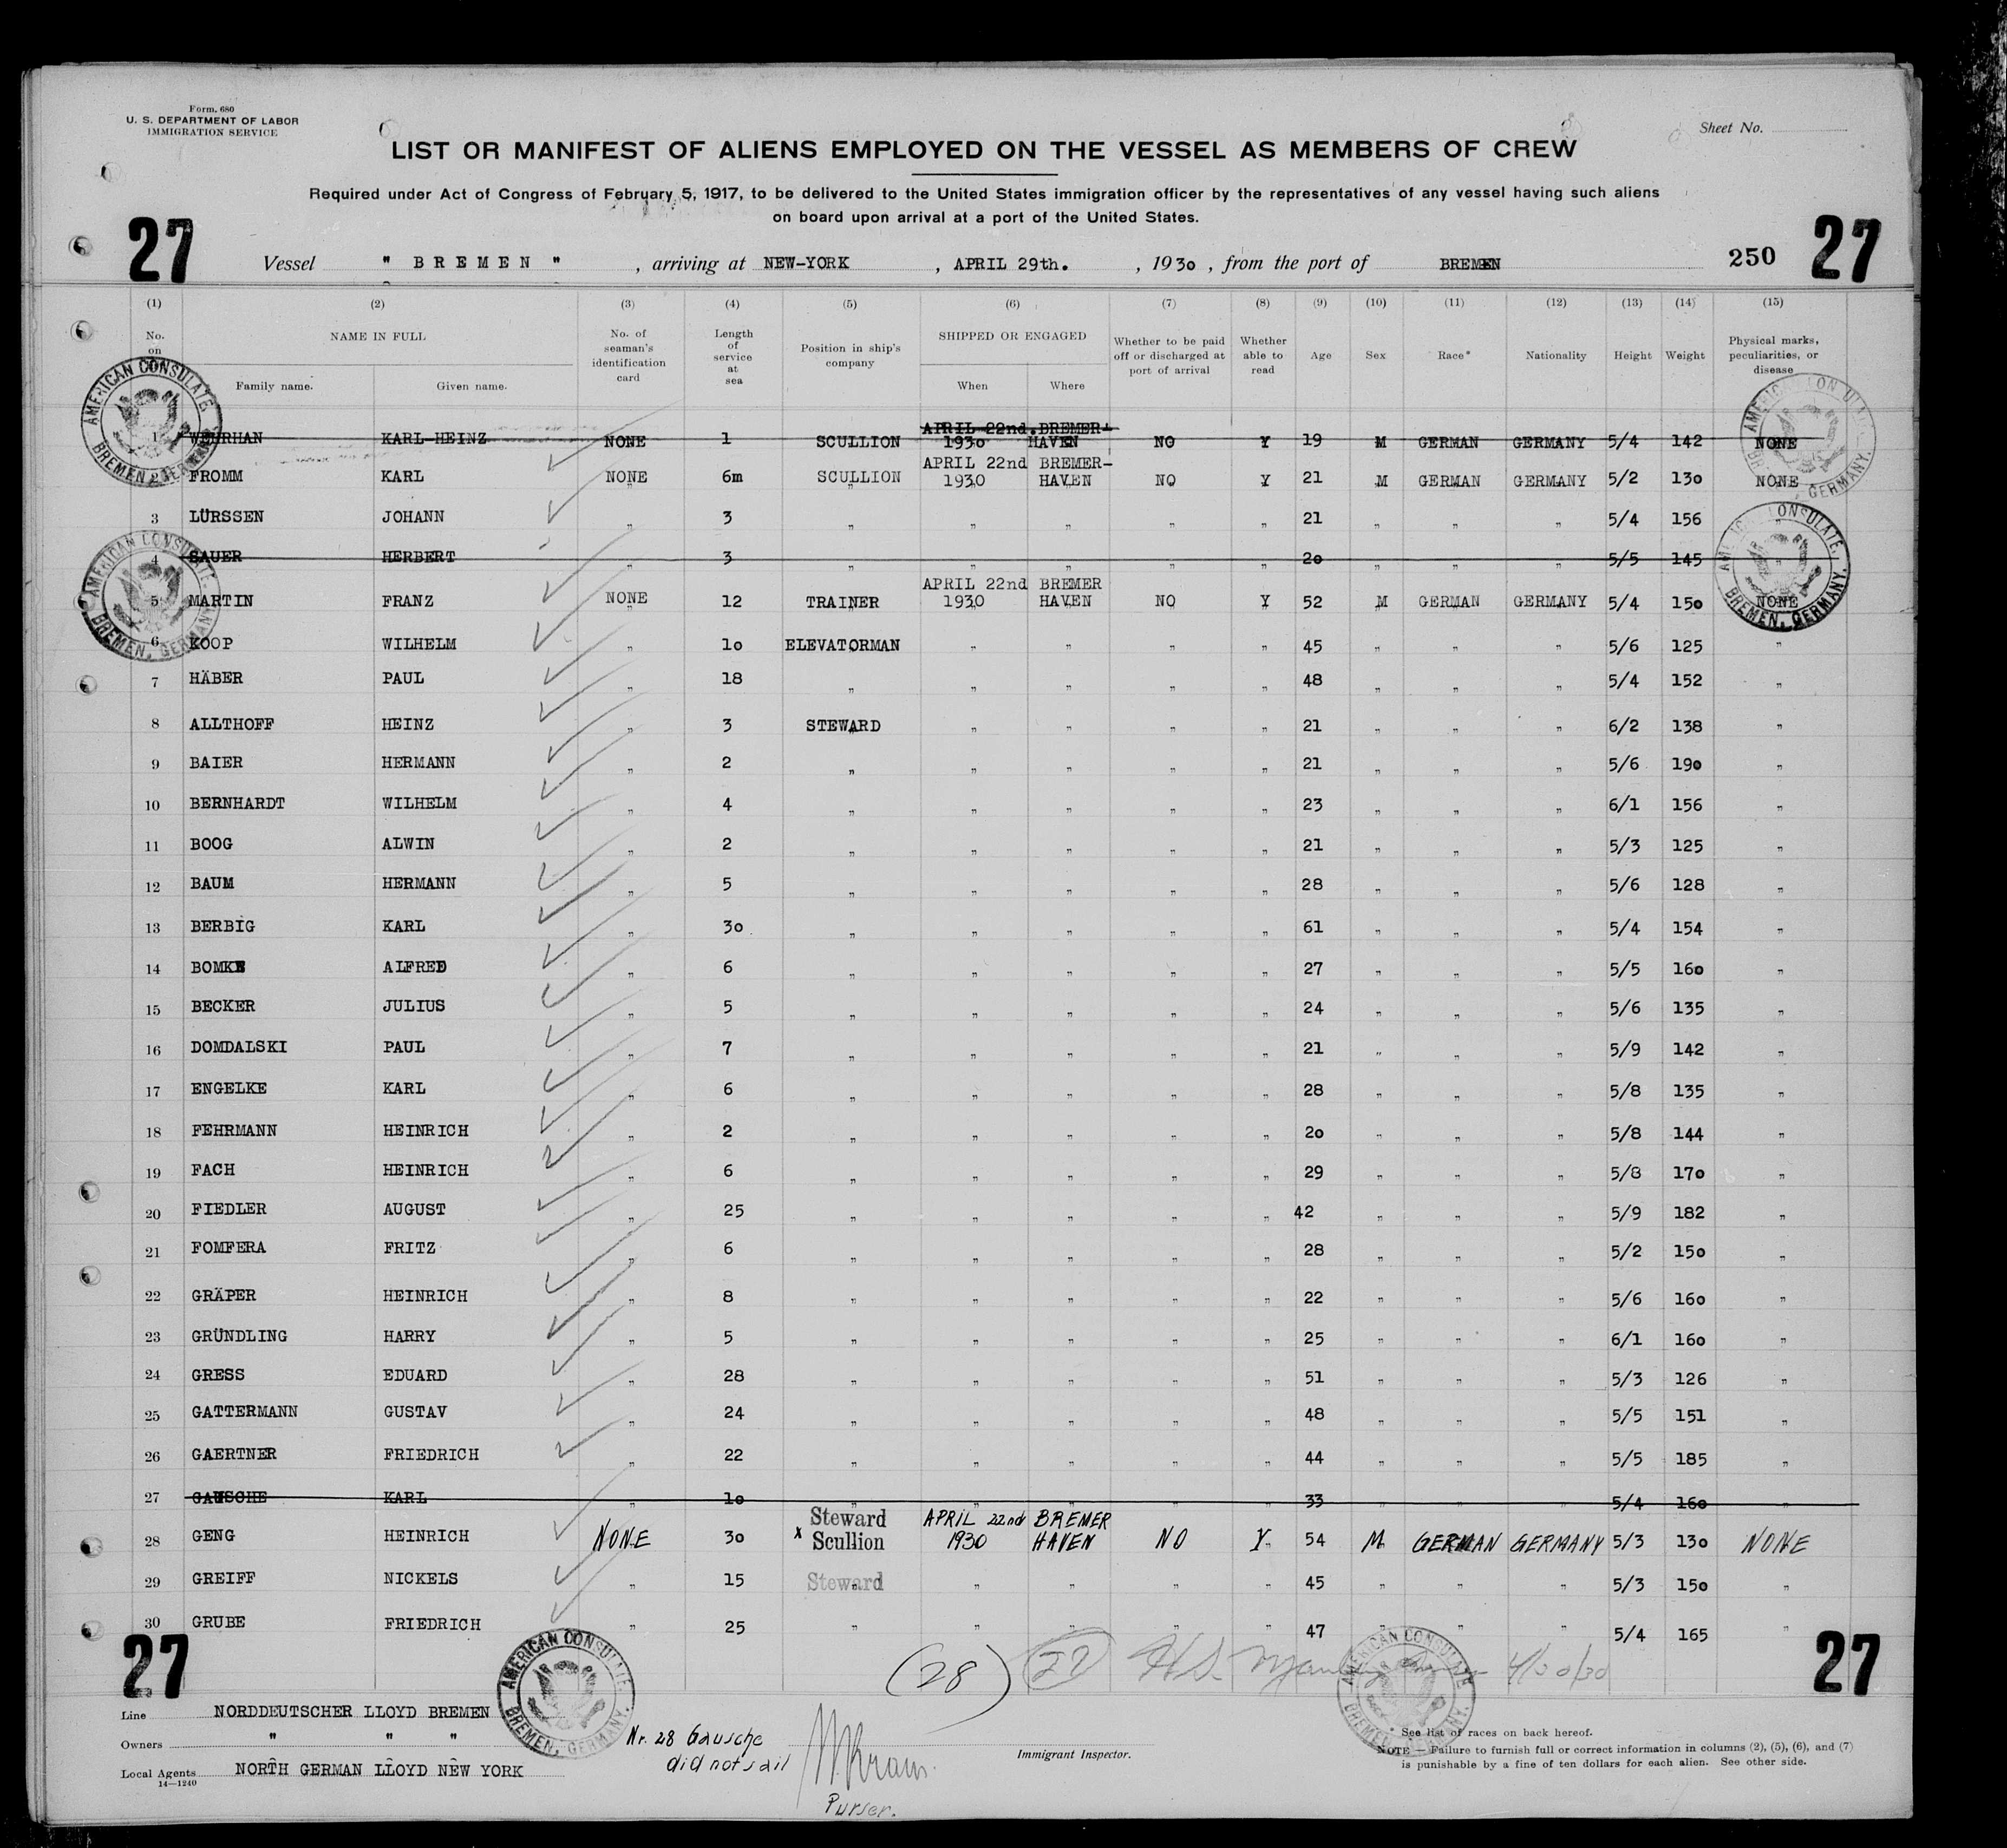 Form. 680
U. S. DEPARTMENT OF LABOR
IMMIGRATION SERVICE
Sheet No.
LIST OR MANIFEST OF ALIENS EMPLOYED ON THE VESSEL AS MEMBERS OF CREW
Required under Act of Congress of February 5, 1917, to be delivered to the United States immigration officer by the representatives of any vessel having such aliens
on board upon arrival at a port of the United States.
27 27
Vessel " BREMEN " , arriving at NEW-YORK , APRIL 29th. , 1930 , from the port of BREMEN 250
(1) (2) (3) (4) (5) (6) (7) (8) (9) (10) (11) (12) (13) (14) (15)
No. on NAME IN FULL Family name. Given name. No. of seaman's identification card Length of service at sea Position in ship's company SHIPPED OR ENGAGED When Where Whether to be paid off or discharged at port of arrival Whether able to read Age Sex Race* Nationality Height Weight Physical marks, peculiarities, or disease
AMERICAN CONSULATE. BREMEN, GERMANY.
1 KARL-HEINZ NONE 1 SCULLION APRIL 22nd. 1930 BREMER-HAVEN NO Y 19 M GERMAN GERMANY 5/4 142 NONE
2 FROMM KARL NONE 6m SCULLION APRIL 22nd 1930 BREMER-HAVEN NO Y 21 M GERMAN GERMANY 5/2 130 NONE
3 LÜRSSEN JOHANN " 3 " " " " " 21 " " " 5/4 156 "
4 SAUER HERBERT " 3 " " " " " 20 " " " 5/5 145 "
5 MARTIN FRANZ NONE 12 TRAINER APRIL 22nd 1930 BREMER HAVEN NO Y 52 M GERMAN GERMANY 5/4 150 NONE
6 KOOP WILHELM " 10 ELEVATORMAN " " " " 45 " " " 5/6 125 "
7 HÄBER PAUL " 18 " " " " " 48 " " " 5/4 152 "
8 ALLTHOFF HEINZ " 3 STEWARD " " " " 21 " " " 6/2 138 "
9 BAIER HERMANN " 2 " " " " " 21 " " " 5/6 190 "
10 BERNHARDT WILHELM " 4 " " " " " 23 " " " 6/1 156 "
11 BOOG ALWIN " 2 " " " " " 21 " " " 5/3 125 "
12 BAUM HERMANN " 5 " " " " " 28 " " " 5/6 128 "
13 BERBIG KARL " 30 " " " " " 61 " " " 5/4 154 "
14 BOMKE ALFRED " 6 " " " " " 27 " " " 5/5 160 "
15 BECKER JULIUS " 5 " " " " " 24 " " " 5/6 135 "
16 DOMDALSKI PAUL " 7 " " " " " 21 " " " 5/9 142 "
17 ENGELKE KARL " 6 " " " " " 28 " " " 5/8 135 "
18 FEHRMANN HEINRICH " 2 " " " " " 20 " " " 5/8 144 "
19 FACH HEINRICH " 6 " " " " " 29 " " " 5/8 170 "
20 FIEDLER AUGUST " 25 " " " " " 42 " " " 5/9 182 "
21 FOMFERA FRITZ " 6 " " " " " 28 " " " 5/2 150 "
22 GRÄPER HEINRICH " 8 " " " " " 22 " " " 5/6 160 "
23 GRÜNDLING HARRY " 5 " " " " " 25 " " " 6/1 160 "
24 GRESS EDUARD " 28 " " " " " 51 " " " 5/3 126 "
25 GATTERMANN GUSTAV " 24 " " " " " 48 " " " 5/5 151 "
26 GAERTNER FRIEDRICH " 22 " " " " " 44 " " " 5/5 185 "
27 GAUSCHE KARL " 10 " " " " " 33 " " " 5/4 160 "
28 GENG HEINRICH NONE 30 Steward x Scullion APRIL 22nd 1930 BREMER HAVEN NO Y 54 M GERMAN GERMANY 5/3 130 NONE
29 GREIFF NICKELS " 15 Steward " " " " 45 " " " 5/3 150 "
30 GRUBE FRIEDRICH " 25 " " " " " 47 " " " 5/4 165 "
27 (28) 27
AMERICAN CONSULATE. BREMEN, GERMANY.
Line NORDDEUTSCHER LLOYD BREMEN
Owners " " "
Local Agents NORTH GERMAN LLOYD NEW YORK
14—1240
Nr. 28 Gausche
did not sail
Purser.
Immigrant Inspector.
* See list of races on back hereof.
NOTE — Failure to furnish full or correct information in columns (2), (5), (6), and (7)
is punishable by a fine of ten dollars for each alien. See other side.